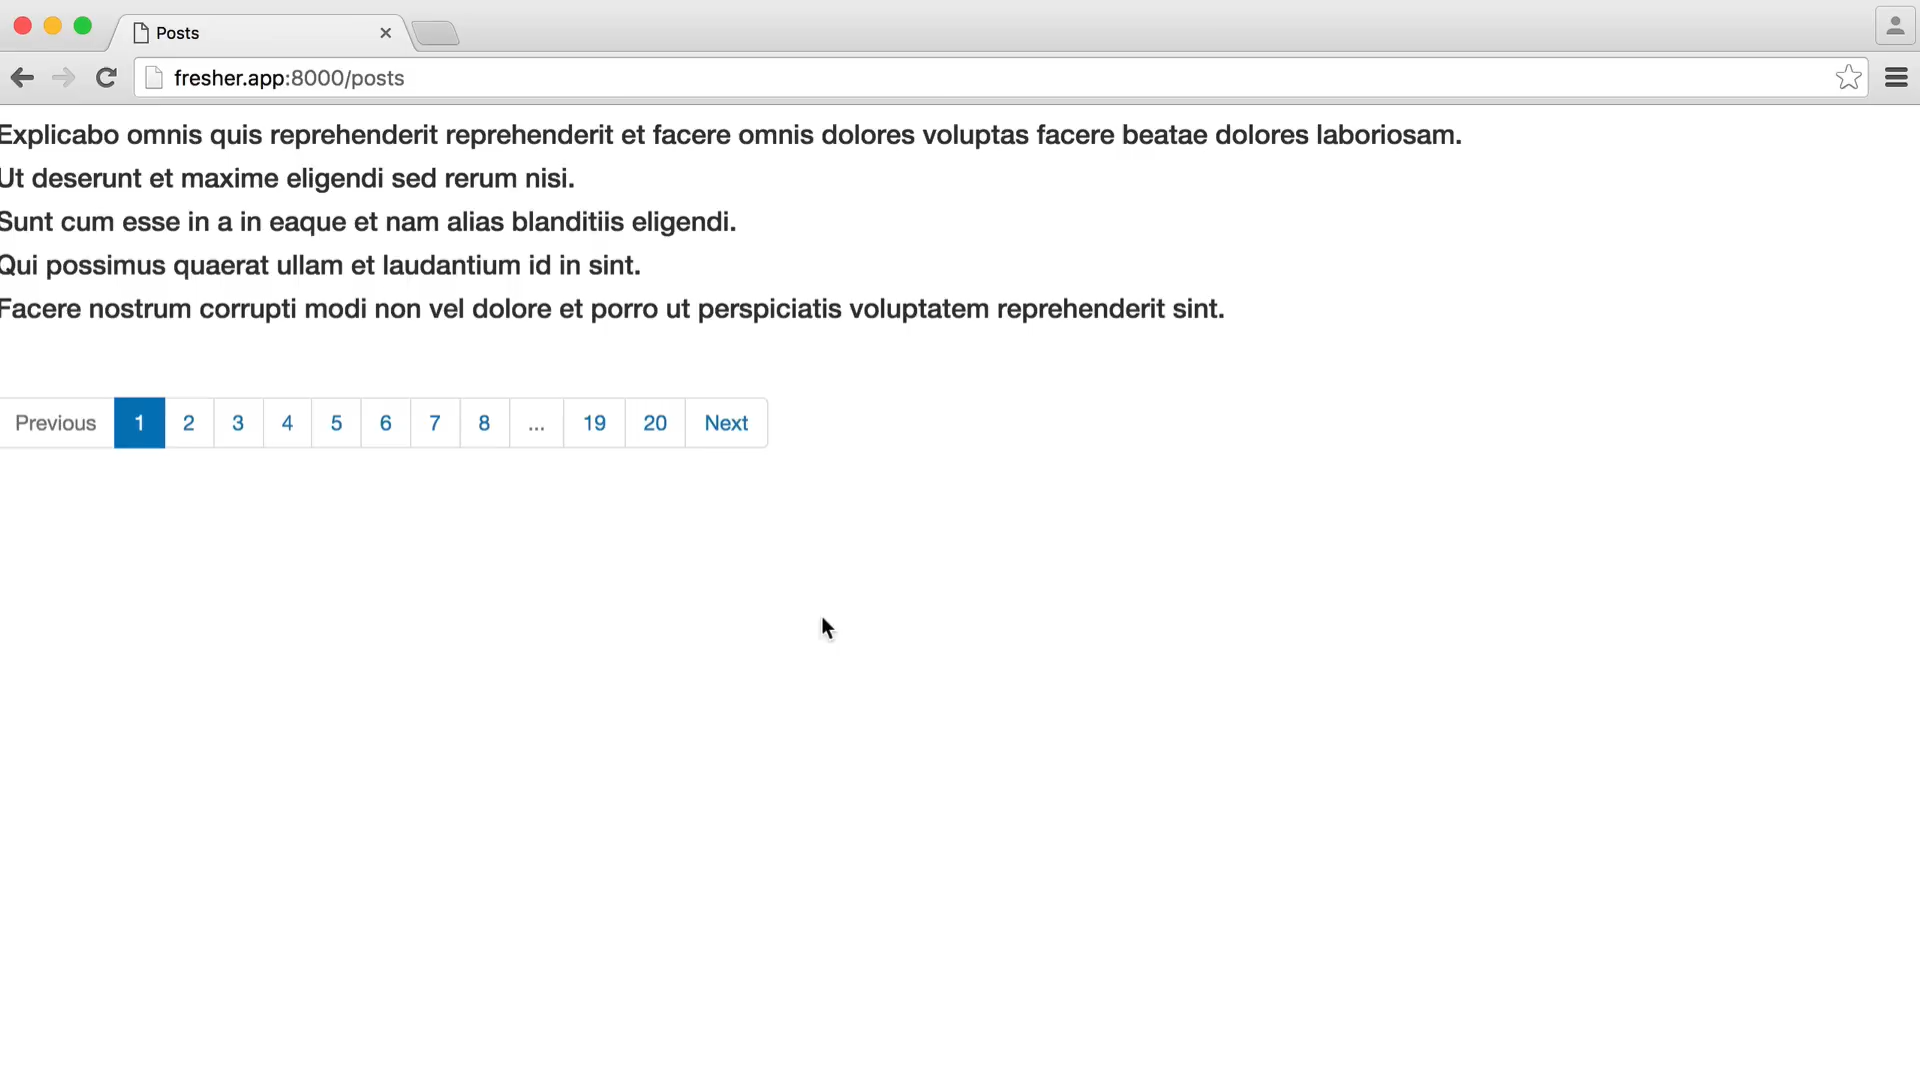 Posts
fresher.app:8000/posts
Explicabo omnis quis reprehenderit reprehenderit et facere omnis dolores voluptas facere beatae dolores laboriosam.
Ut deserunt et maxime eligendi sed rerum nisi.
Sunt cum esse in a in eaque et nam alias blanditiis eligendi.
Qui possimus quaerat ullam et laudantium id in sint.
Facere nostrum corrupti modi non vel dolore et porro ut perspiciatis voluptatem reprehenderit sint.
Previous 1 2 3 4 5 6 7 8 ... 19 20 Next